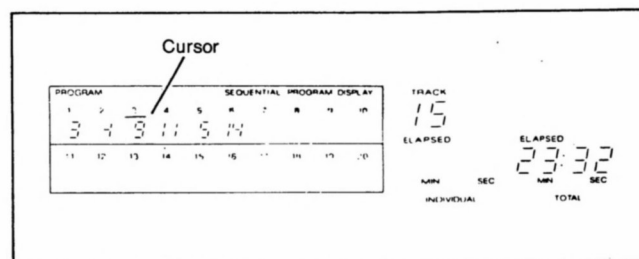 Cursor
PROGRAM SEQUENTIAL PROGRAM DISPLAY TRACK
1 2 3 4 5 6 7 8 9 10
3 4 9 11 5 14 15
ELAPSED ELAPSED
11 12 13 14 15 16 17 18 19 20
23:32
MIN SEC MIN SEC
INDIVIDUAL TOTAL